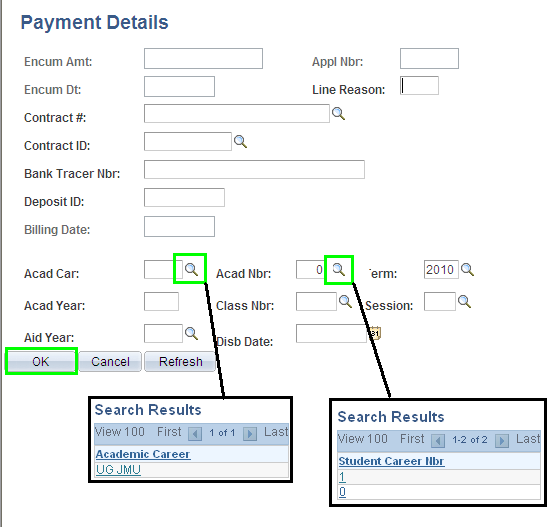 Payment Details
Encum Amt: Appl Nbr:
Encum Dt: Line Reason:
Contract #:
Contract ID:
Bank Tracer Nbr:
Deposit ID:
Billing Date:
Acad Car: Acad Nbr: 0 Term: 2010
Acad Year: Class Nbr: Session:
Aid Year: Disb Date: 31
OK Cancel Refresh
Search Results
View 100 First 1 of 1 Last
Academic Career
UG JMU
Search Results
View 100 First 1-2 of 2 Last
Student Career Nbr
1
0